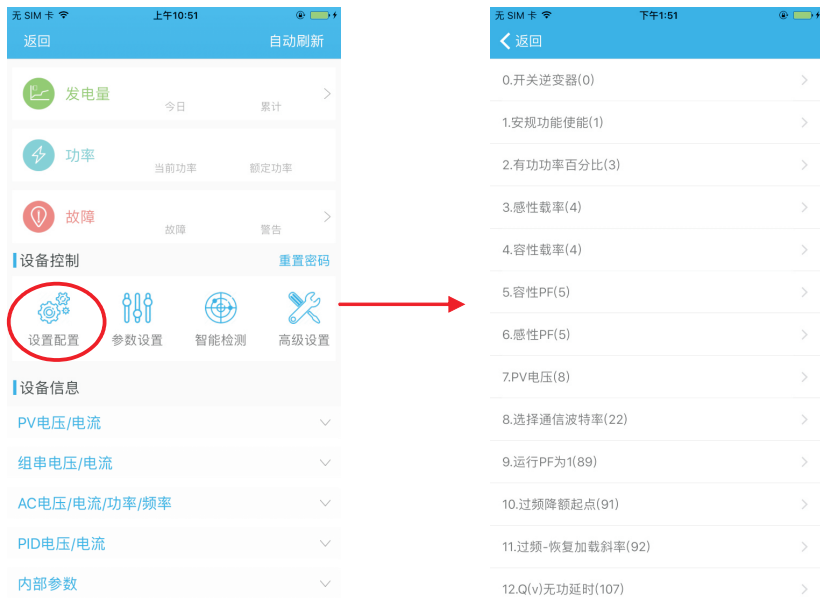 无 SIM 卡 上午10:51
返回 自动刷新
发电量
今日 累计
功率
当前功率 额定功率
故障
故障 警告
设备控制 重置密码
设置配置 参数设置 智能检测 高级设置
设备信息
PV电压/电流
组串电压/电流
AC电压/电流/功率/频率
PID电压/电流
内部参数
无 SIM 卡 下午1:51
返回
0.开关逆变器(0)
1.安规功能使能(1)
2.有功功率百分比(3)
3.感性载率(4)
4.容性载率(4)
5.容性PF(5)
6.感性PF(5)
7.PV电压(8)
8.选择通信波特率(22)
9.运行PF为1(89)
10.过频降额起点(91)
11.过频-恢复加载斜率(92)
12.Q(v)无功延时(107)